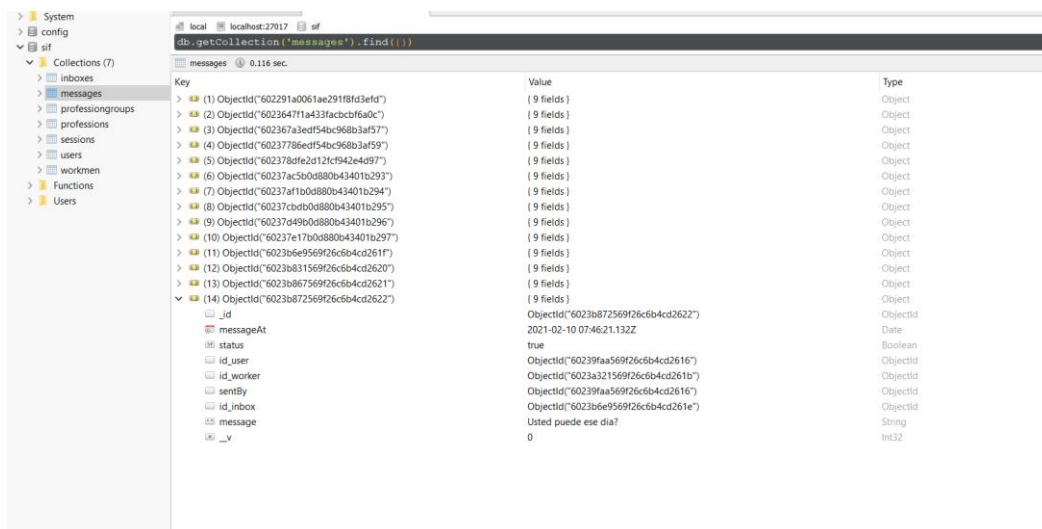 System
config
sif
Collections (7)
inboxes
messages
professiongroups
professions
sessions
users
workmen
Functions
Users
local localhost:27017 sif
db.getCollection('messages').find({})
messages 0.116 sec.
Key Value Type
(1) ObjectId("602291a0061ae291f8fd3efd") { 9 fields } Object
(2) ObjectId("6023647f1a433facbcbf6a0c") { 9 fields } Object
(3) ObjectId("602367a3edf54bc968b3af57") { 9 fields } Object
(4) ObjectId("60237786edf54bc968b3af59") { 9 fields } Object
(5) ObjectId("602378dfe2d12fcf942e4d97") { 9 fields } Object
(6) ObjectId("60237ac5b0d880b43401b293") { 9 fields } Object
(7) ObjectId("60237af1b0d880b43401b294") { 9 fields } Object
(8) ObjectId("60237cbdb0d880b43401b295") { 9 fields } Object
(9) ObjectId("60237d49b0d880b43401b296") { 9 fields } Object
(10) ObjectId("60237e17b0d880b43401b297") { 9 fields } Object
(11) ObjectId("6023b6e9569f26c6b4cd261f") { 9 fields } Object
(12) ObjectId("6023b831569f26c6b4cd2620") { 9 fields } Object
(13) ObjectId("6023b867569f26c6b4cd2621") { 9 fields } Object
(14) ObjectId("6023b872569f26c6b4cd2622") { 9 fields } Object
_id ObjectId("6023b872569f26c6b4cd2622") ObjectId
messageAt 2021-02-10 07:46:21.132Z Date
status true Boolean
id_user ObjectId("60239faa569f26c6b4cd2616") ObjectId
id_worker ObjectId("6023a321569f26c6b4cd261b") ObjectId
sentBy ObjectId("60239faa569f26c6b4cd2616") ObjectId
id_inbox ObjectId("6023b6e9569f26c6b4cd261e") ObjectId
message Usted puede ese dia? String
__v 0 Int32